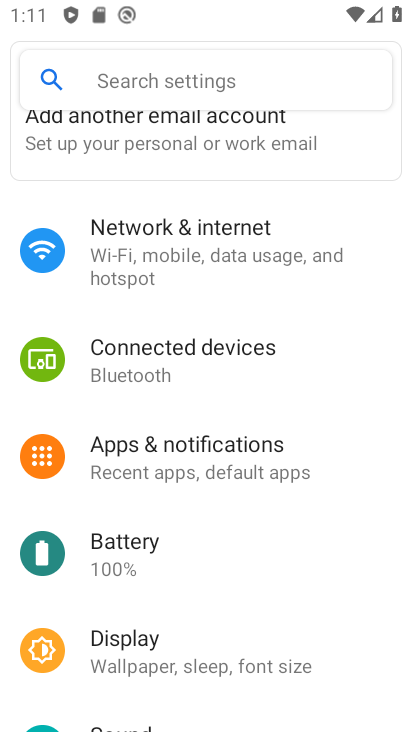 1:11
Search settings
Add another email account
Set up your personal or work email
Network & internet
Wi-Fi, mobile, data usage, and
hotspot
Connected devices
Bluetooth
Apps & notifications
Recent apps, default apps
Battery
100%
Display
Wallpaper, sleep, font size
Sound